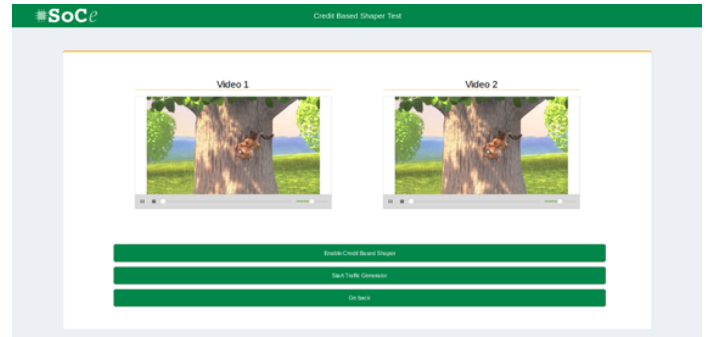 SoCe
Credit Based Shaper Test
Video 1
Video 2
Enable Credit Based Shaper
Start Traffic Generator
Go back